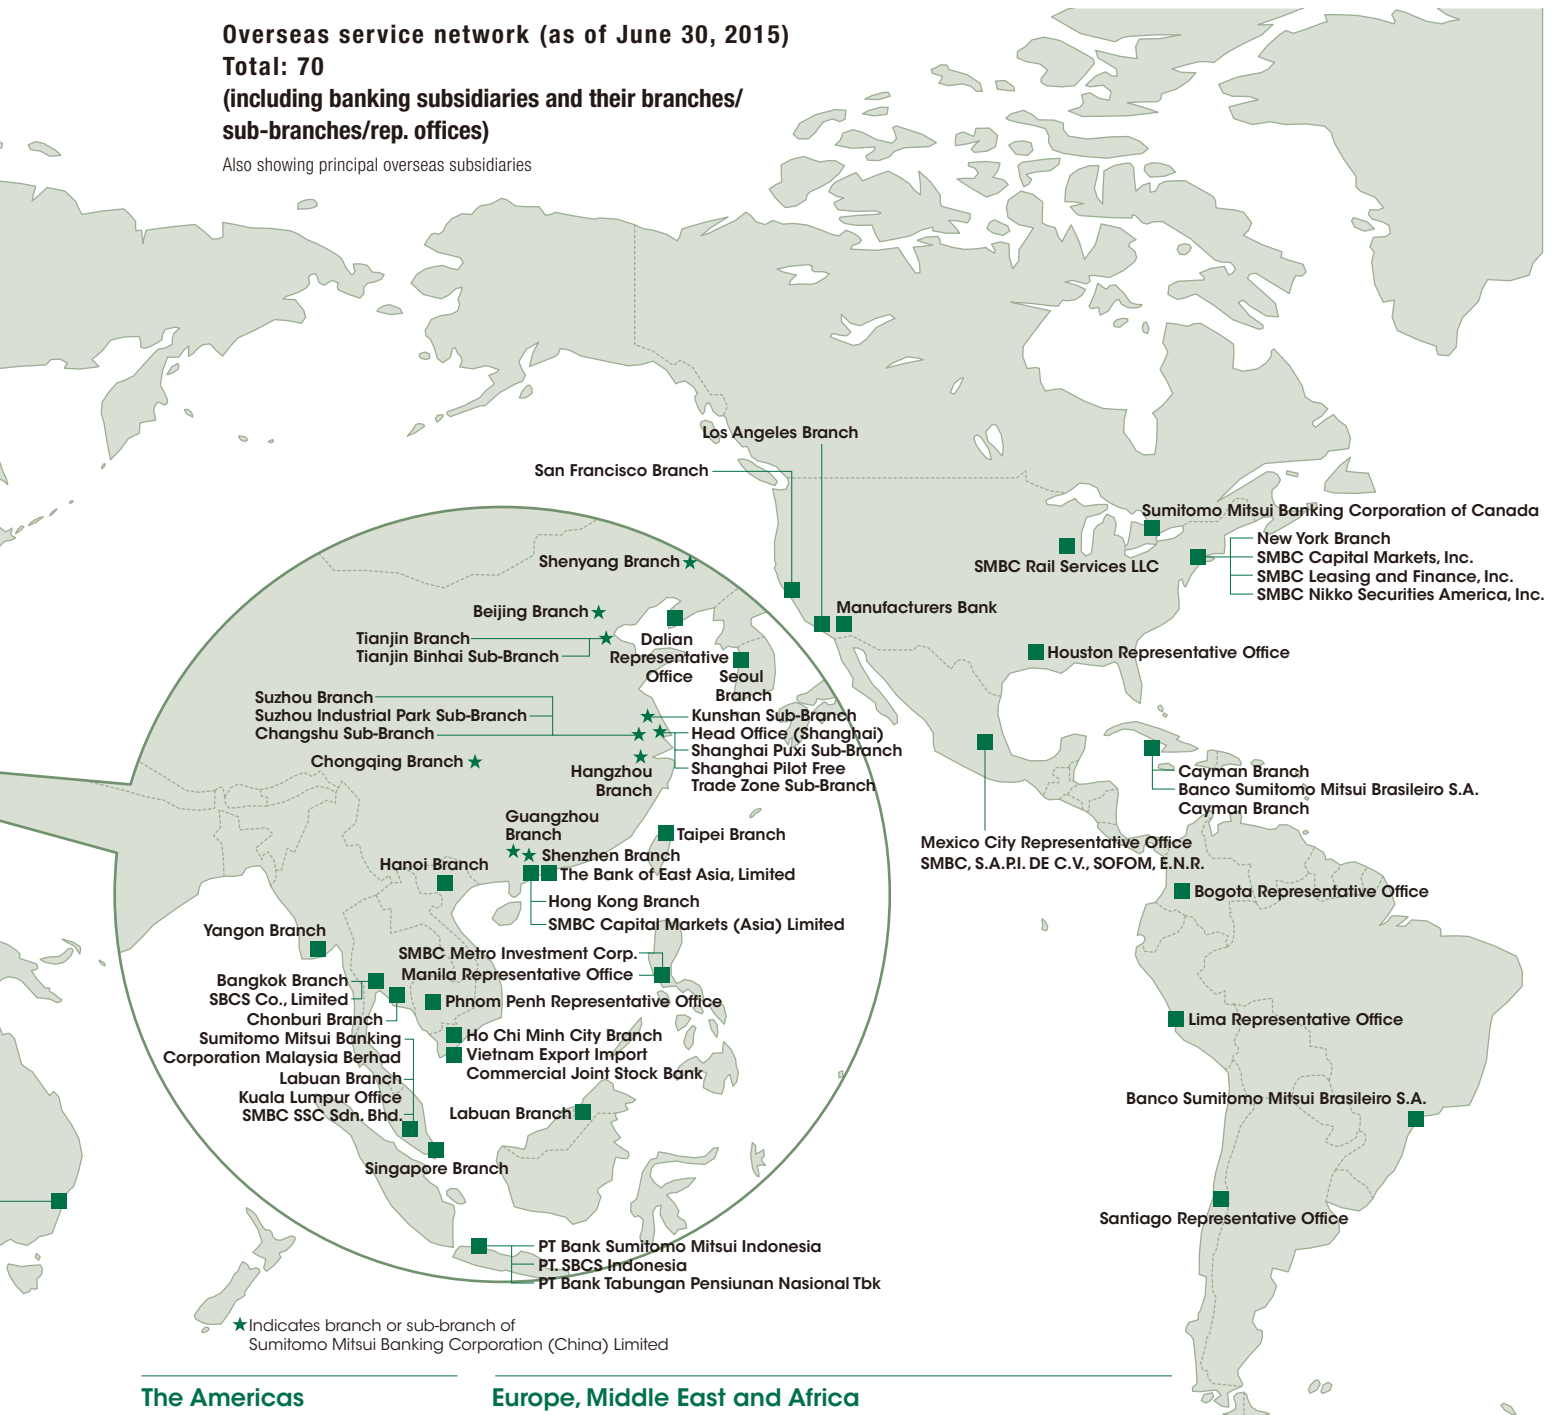 Overseas service network (as of June 30, 2015)
Total: 70
(including banking subsidiaries and their branches/
sub-branches/rep. offices)
Also showing principal overseas subsidiaries
Los Angeles Branch
San Francisco Branch
Sumitomo Mitsui Banking Corporation of Canada
New York Branch
SMBC Capital Markets, Inc.
SMBC Leasing and Finance, Inc.
SMBC Nikko Securities America, Inc.
SMBC Rail Services LLC
Manufacturers Bank
Houston Representative Office
Shenyang Branch
Beijing Branch
Tianjin Branch
Tianjin Binhai Sub-Branch
Dalian
Representative
Office
Seoul
Branch
Suzhou Branch
Suzhou Industrial Park Sub-Branch
Changshu Sub-Branch
Kunshan Sub-Branch
Head Office (Shanghai)
Shanghai Puxi Sub-Branch
Shanghai Pilot Free
Trade Zone Sub-Branch
Chongqing Branch
Hangzhou
Branch
Cayman Branch
Banco Sumitomo Mitsui Brasileiro S.A.
Cayman Branch
Guangzhou
Branch
Taipei Branch
Shenzhen Branch
Hanoi Branch
The Bank of East Asia, Limited
Hong Kong Branch
SMBC Capital Markets (Asia) Limited
Mexico City Representative Office
SMBC, S.A.P.I. DE C.V., SOFOM, E.N.R.
Bogota Representative Office
Yangon Branch
SMBC Metro Investment Corp.
Manila Representative Office
Bangkok Branch
SBCS Co., Limited
Chonburi Branch
Phnom Penh Representative Office
Lima Representative Office
Ho Chi Minh City Branch
Vietnam Export Import
Commercial Joint Stock Bank
Sumitomo Mitsui Banking
Corporation Malaysia Berhad
Labuan Branch
Kuala Lumpur Office
SMBC SSC Sdn. Bhd.
Labuan Branch
Singapore Branch
Banco Sumitomo Mitsui Brasileiro S.A.
Santiago Representative Office
PT Bank Sumitomo Mitsui Indonesia
PT. SBCS Indonesia
PT Bank Tabungan Pensiunan Nasional Tbk
★Indicates branch or sub-branch of
Sumitomo Mitsui Banking Corporation (China) Limited
The Americas
Europe, Middle East and Africa